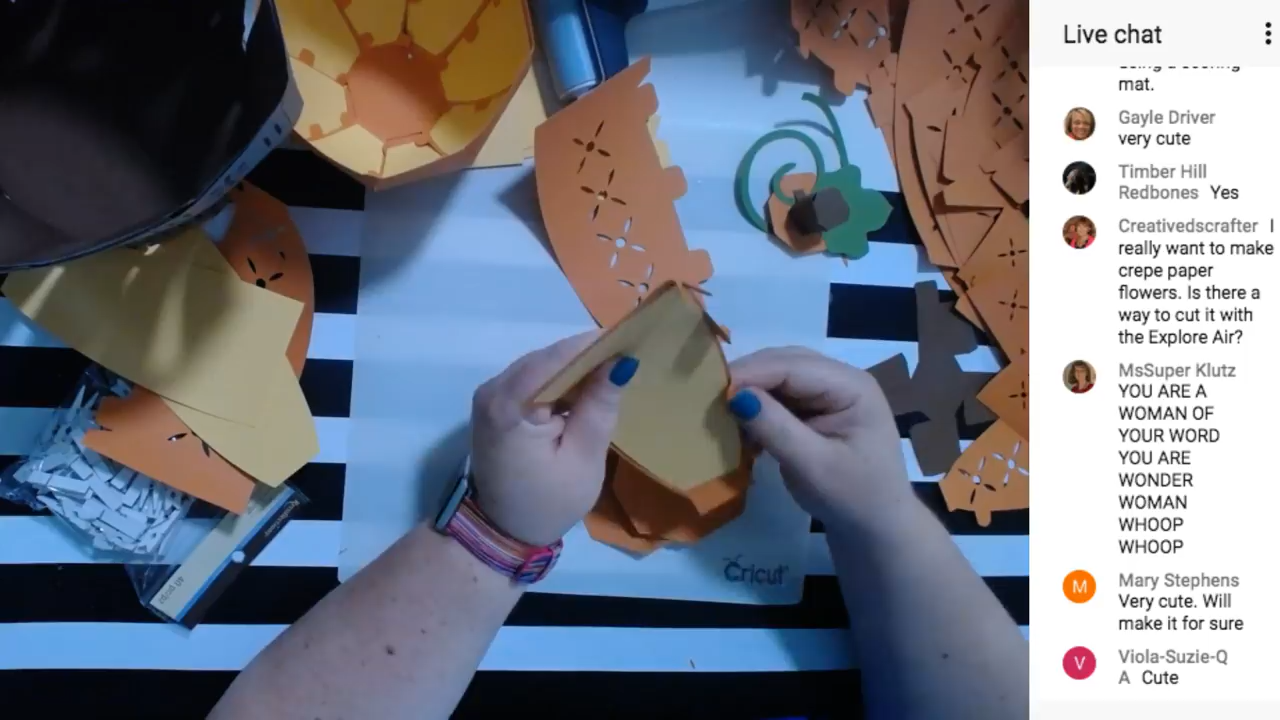 Live chat
mat.
Gayle Driver
very cute
Timber Hill
Redbones Yes
Creativedscrafter I
really want to make
crepe paper
flowers. Is there a
way to cut it with
the Explore Air?
MsSuper Klutz
YOU ARE A
WOMAN OF
YOUR WORD
YOU ARE
WONDER
WOMAN
WHOOP
WHOOP
M
Mary Stephens
Very cute. Will
make it for sure
V
Viola-Suzie-Q
A Cute
Cricut